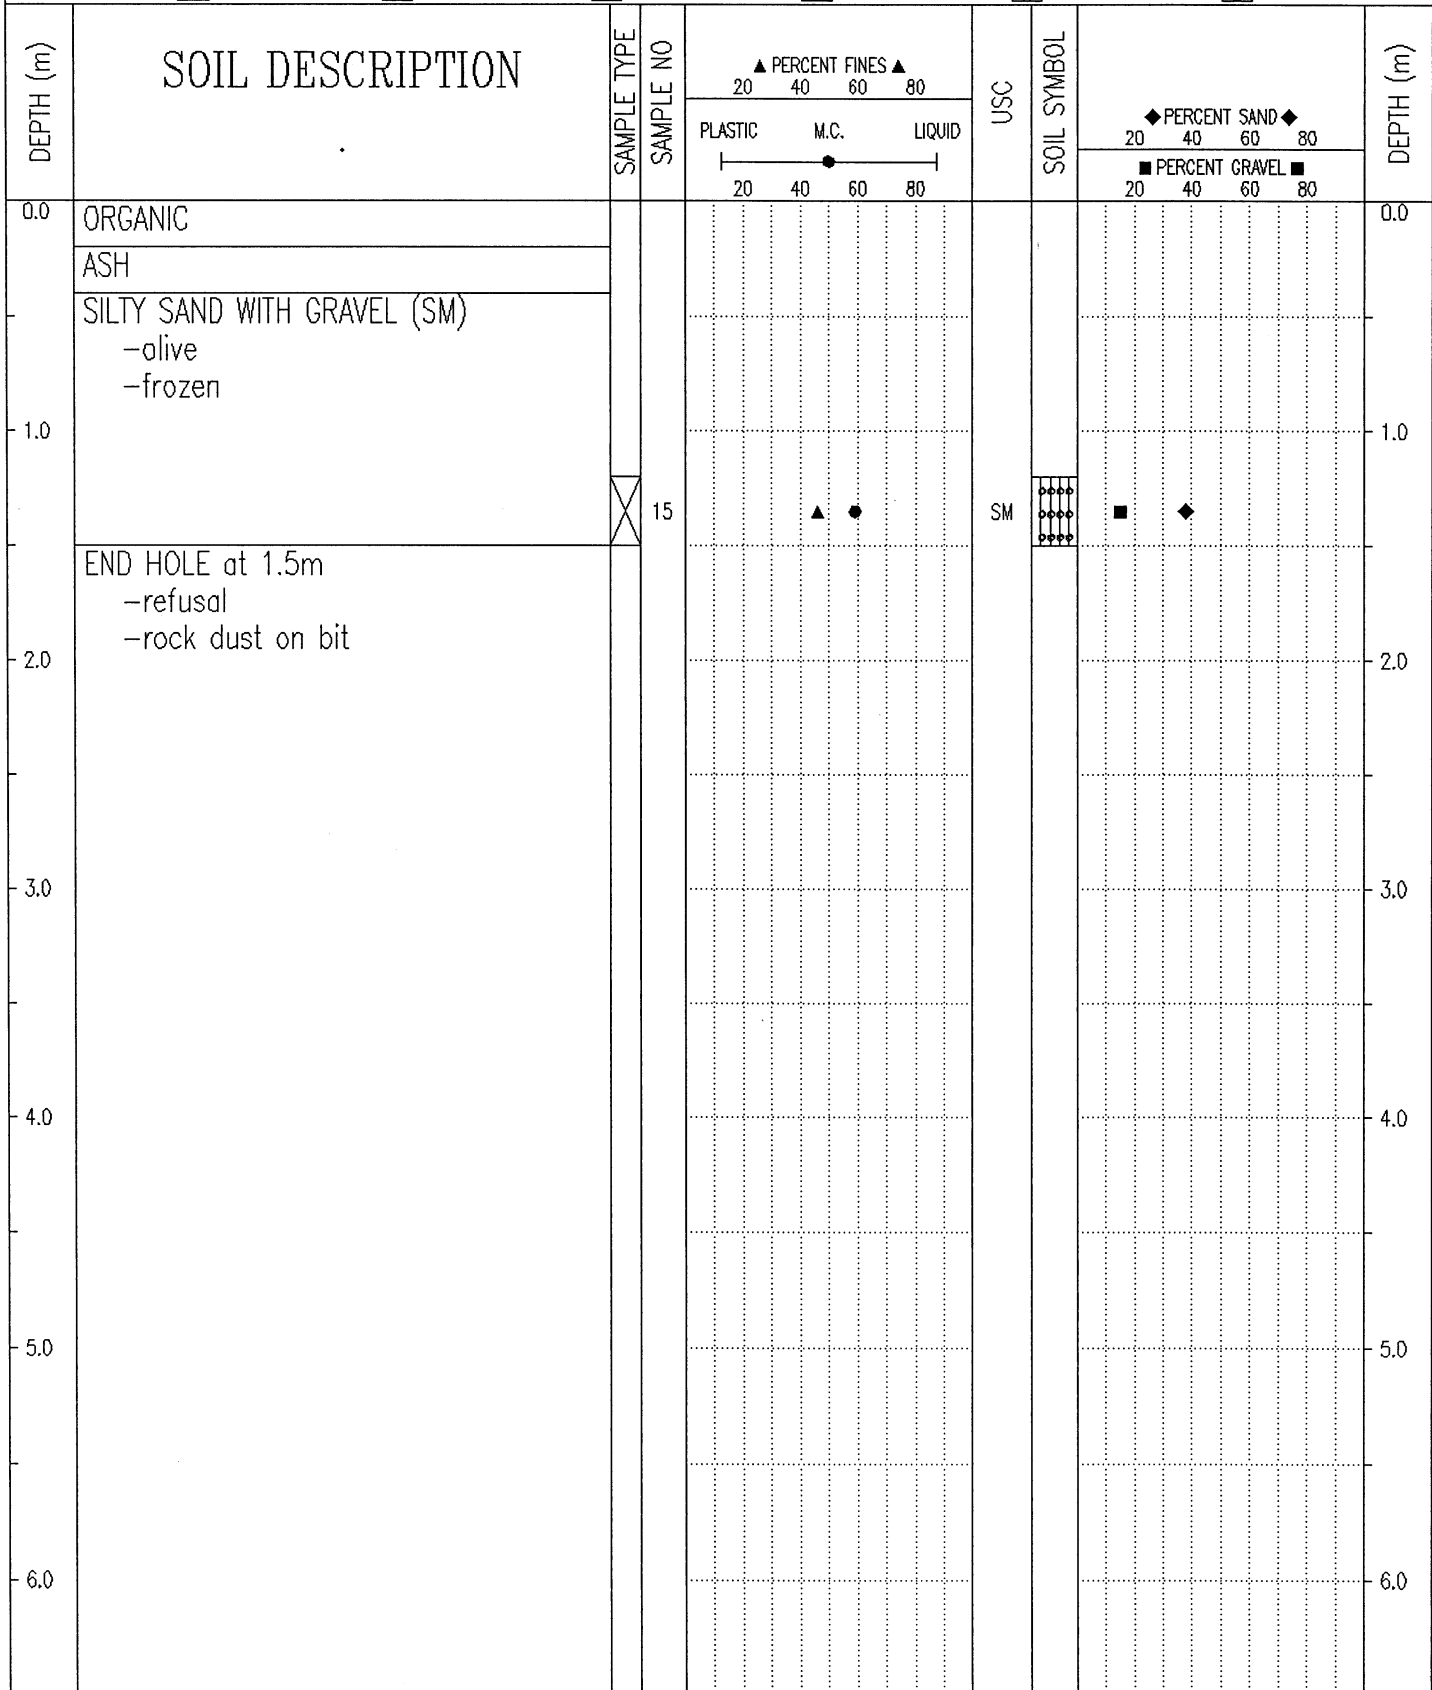 DEPTH (m)
SOIL DESCRIPTION
SAMPLE TYPE
SAMPLE NO
▲ PERCENT FINES ▲
20 40 60 80
PLASTIC M.C. LIQUID
20 40 60 80
USC
SOIL SYMBOL
◆ PERCENT SAND ◆
20 40 60 80
■ PERCENT GRAVEL ■
20 40 60 80
DEPTH (m)
0.0 ORGANIC 0.0
ASH
SILTY SAND WITH GRAVEL (SM)
-olive
-frozen
1.0 1.0
15 SM
END HOLE at 1.5m
-refusal
-rock dust on bit
2.0 2.0
3.0 3.0
4.0 4.0
5.0 5.0
6.0 6.0